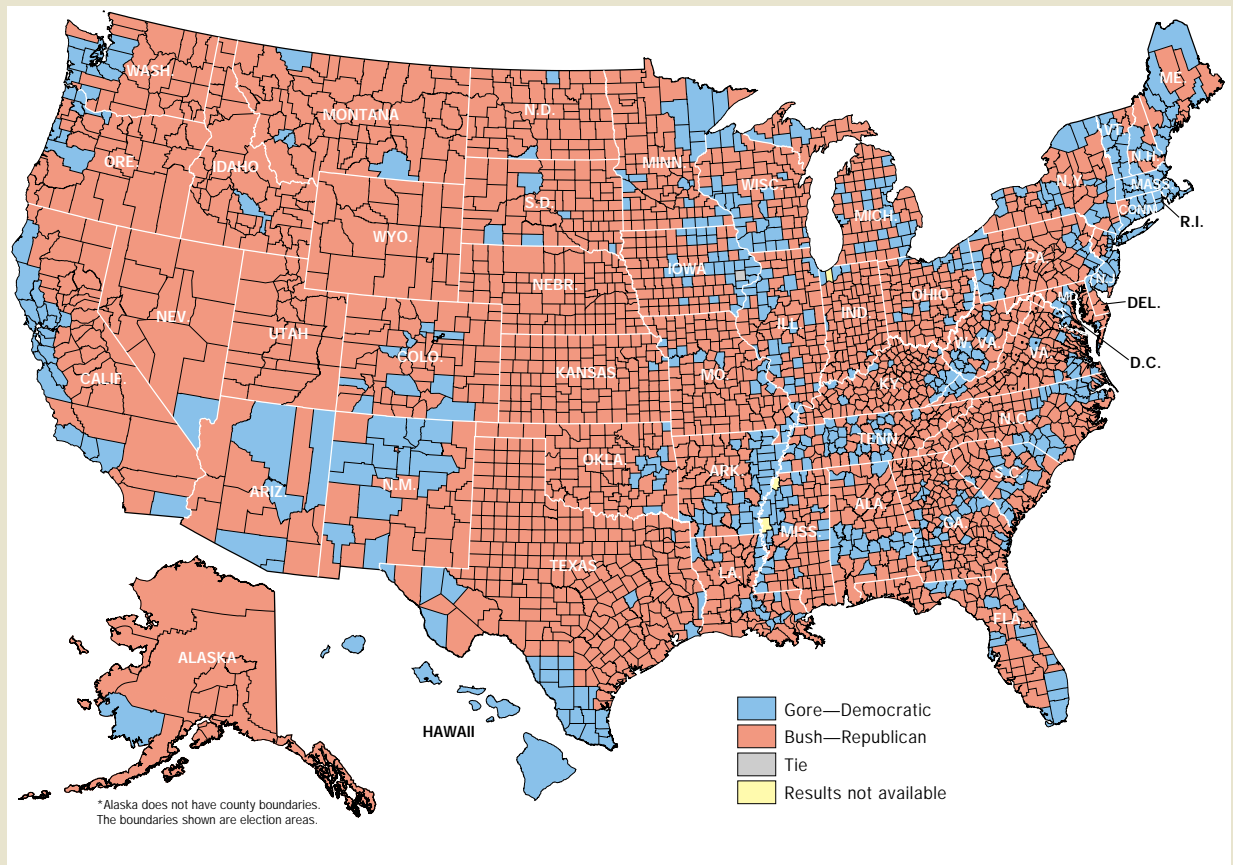 WASH.
ME.
MONTANA
N.D.
VT.
N.H.
ORE.
IDAHO
MINN.
WISC.
N.Y.
MASS.
S.D.
MICH.
CONN.
R.I.
WYO.
PA.
IOWA
NEBR.
OHIO
N.J.
NEV.
UTAH
ILL.
IND.
MD.
DEL.
COLO.
W. VA.
VA.
D.C.
KANSAS
MO.
KY.
CALIF.
N.C.
TENN.
OKLA.
ARK.
S.C.
ARIZ.
N.M.
MISS.
ALA.
GA.
TEXAS
LA.
FLA.
ALASKA
HAWAII
Gore—Democratic
Bush—Republican
Tie
Results not available
*Alaska does not have county boundaries.
The boundaries shown are election areas.